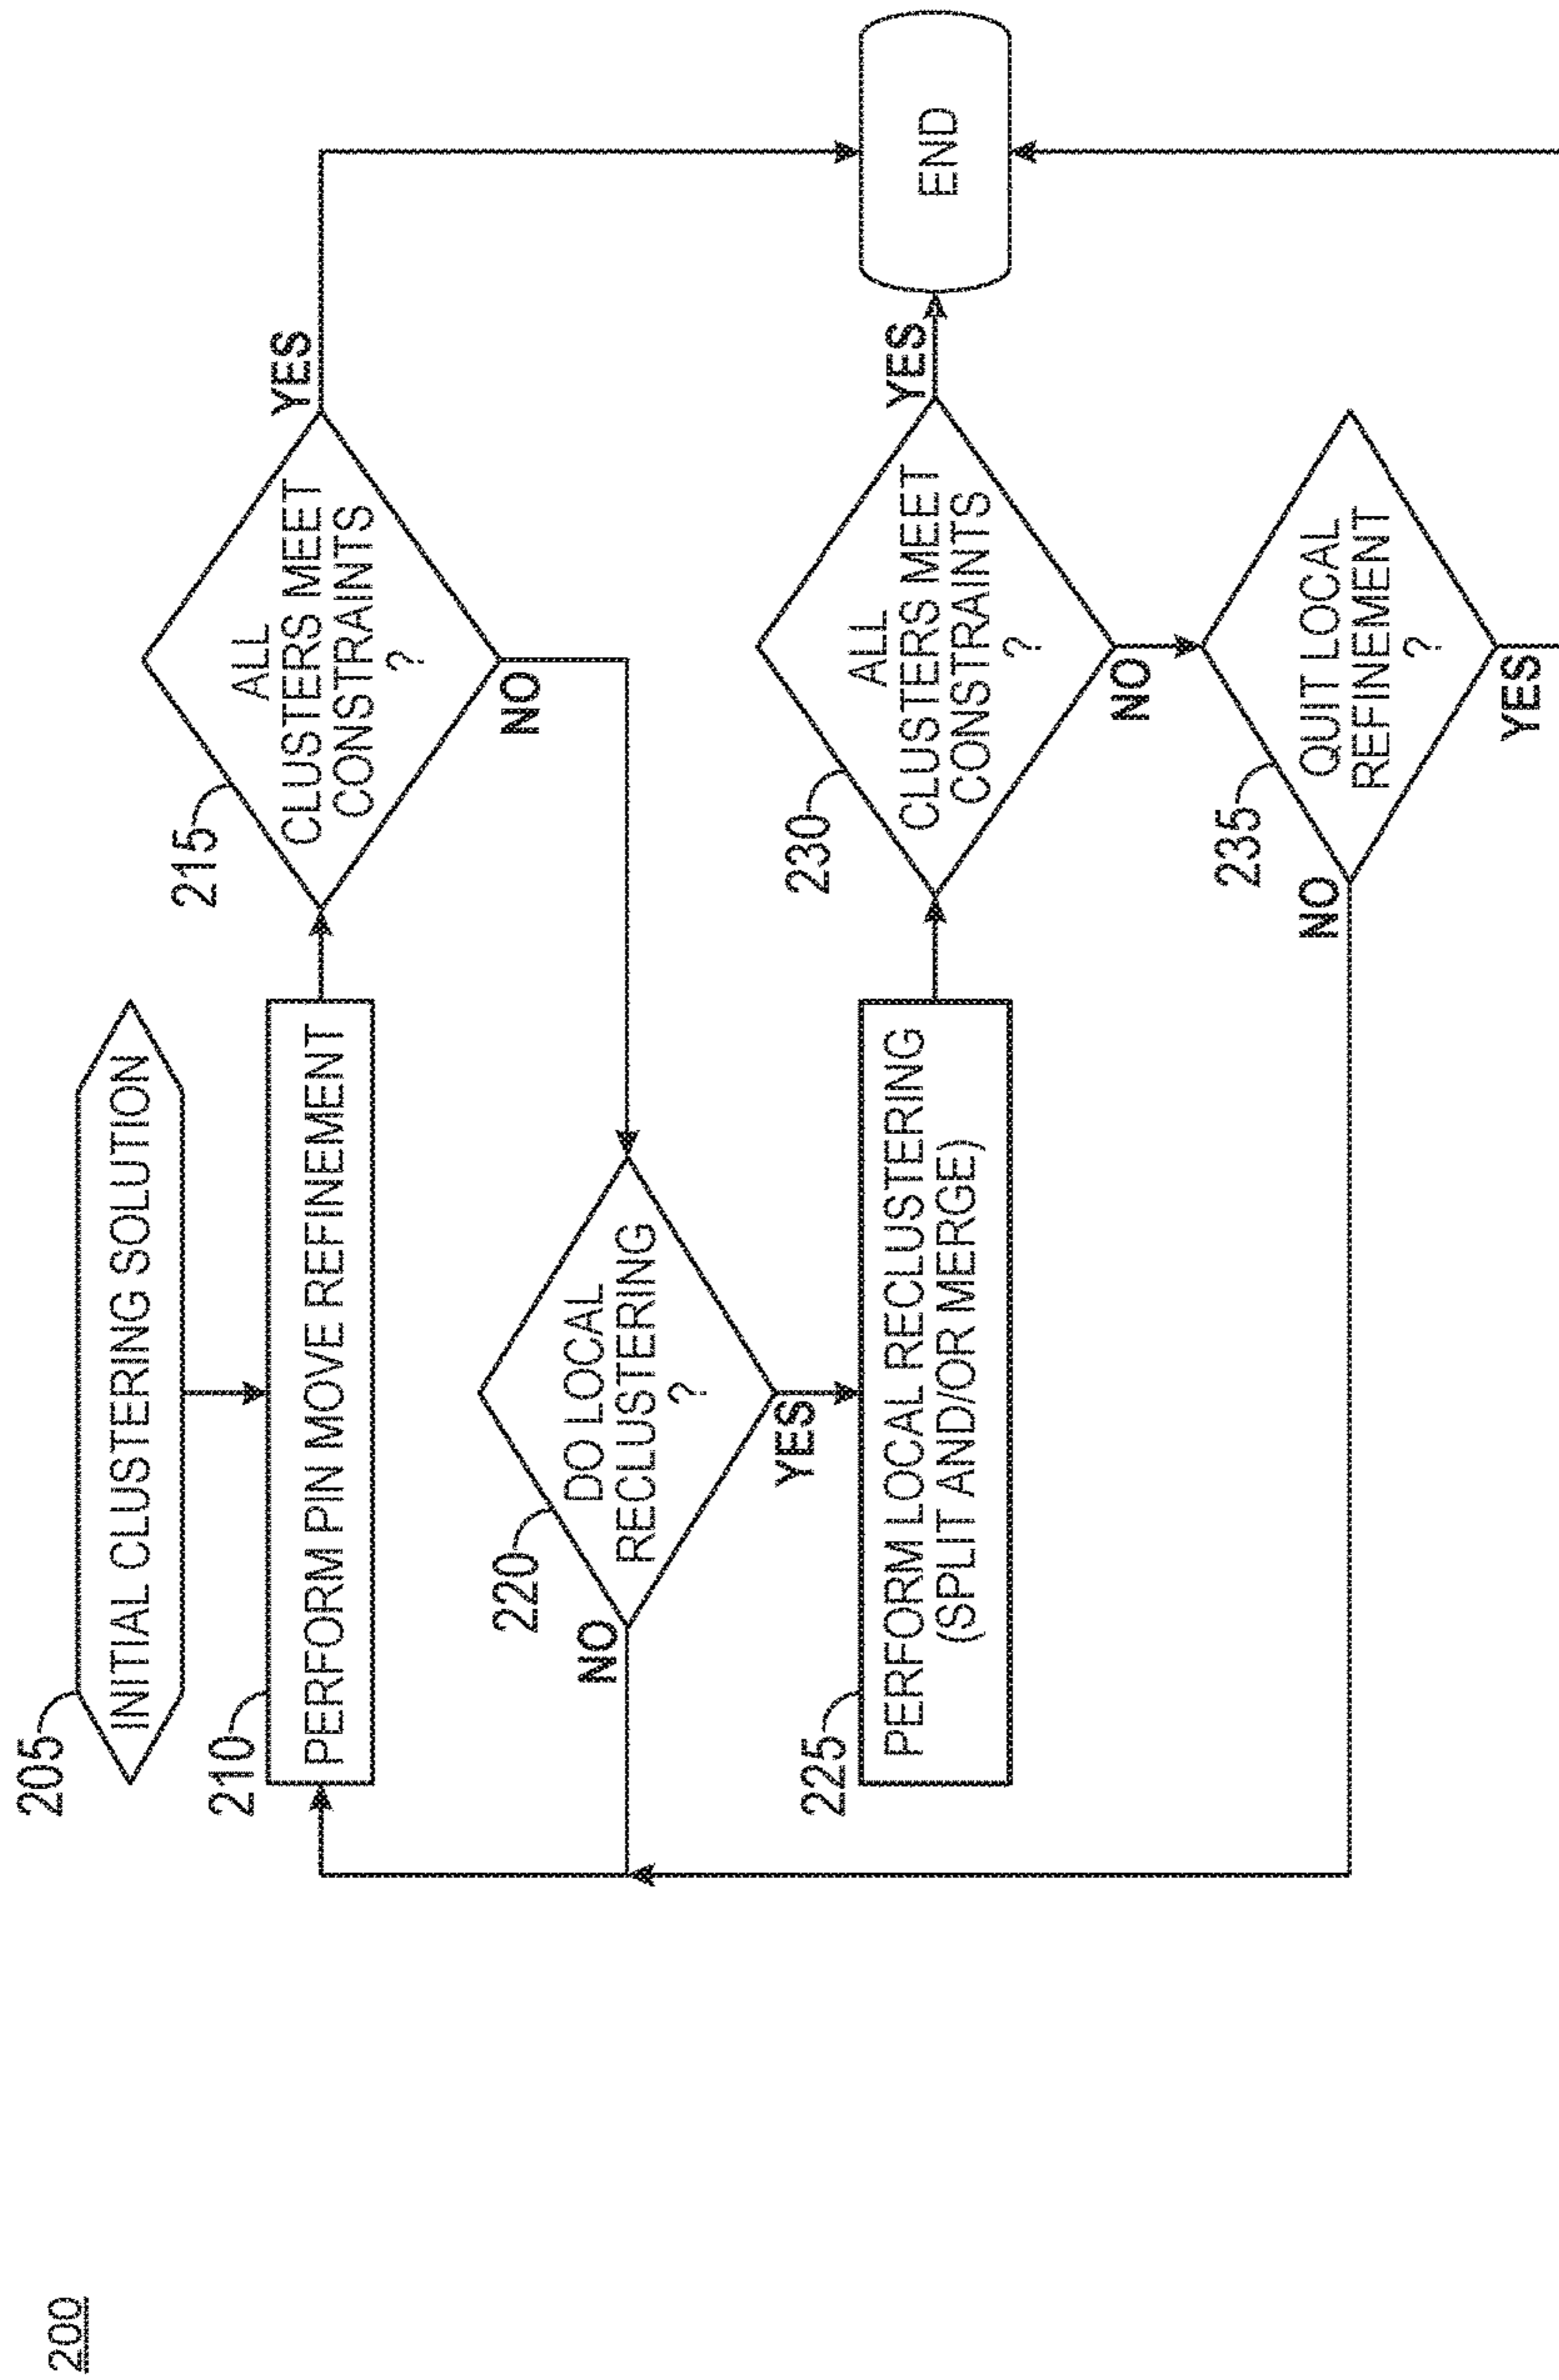 200
205
INITIAL CLUSTERING SOLUTION
210
PERFORM PIN MOVE REFINEMENT
215
ALL
CLUSTERS MEET
CONSTRAINTS
?
YES
NO
220
DO LOCAL
RECLUSTERING
?
NO
YES
225
PERFORM LOCAL RECLUSTERING
(SPLIT AND/OR MERGE)
230
ALL
CLUSTERS MEET
CONSTRAINTS
?
YES
END
NO
235
QUIT LOCAL
REFINEMENT
?
NO
YES